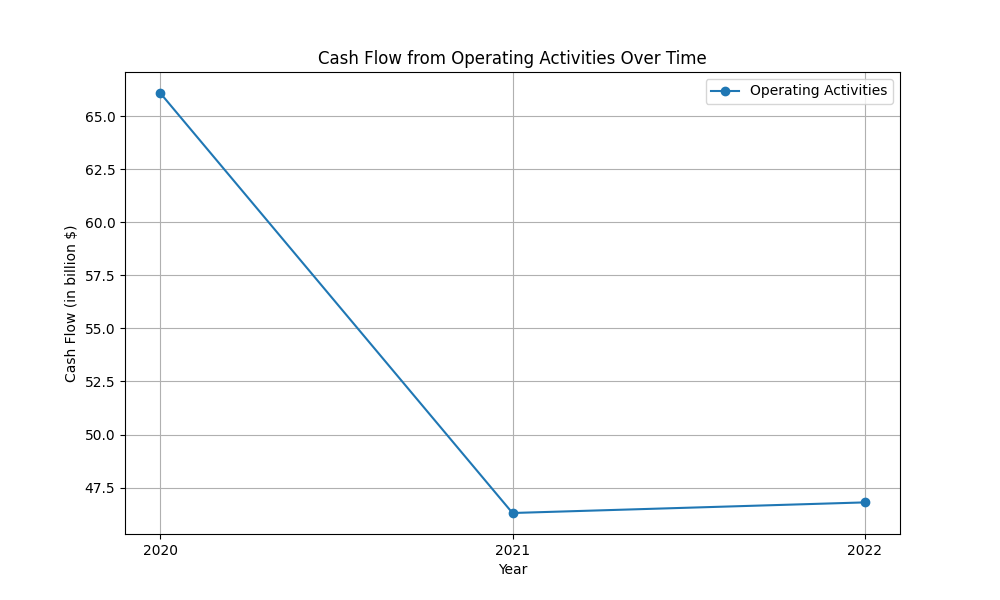 Cash Flow from Operating Activities Over Time
Operating Activities
Cash Flow (in billion $)
65.0
62.5
60.0
57.5
55.0
52.5
50.0
47.5
2020 2021 2022
Year